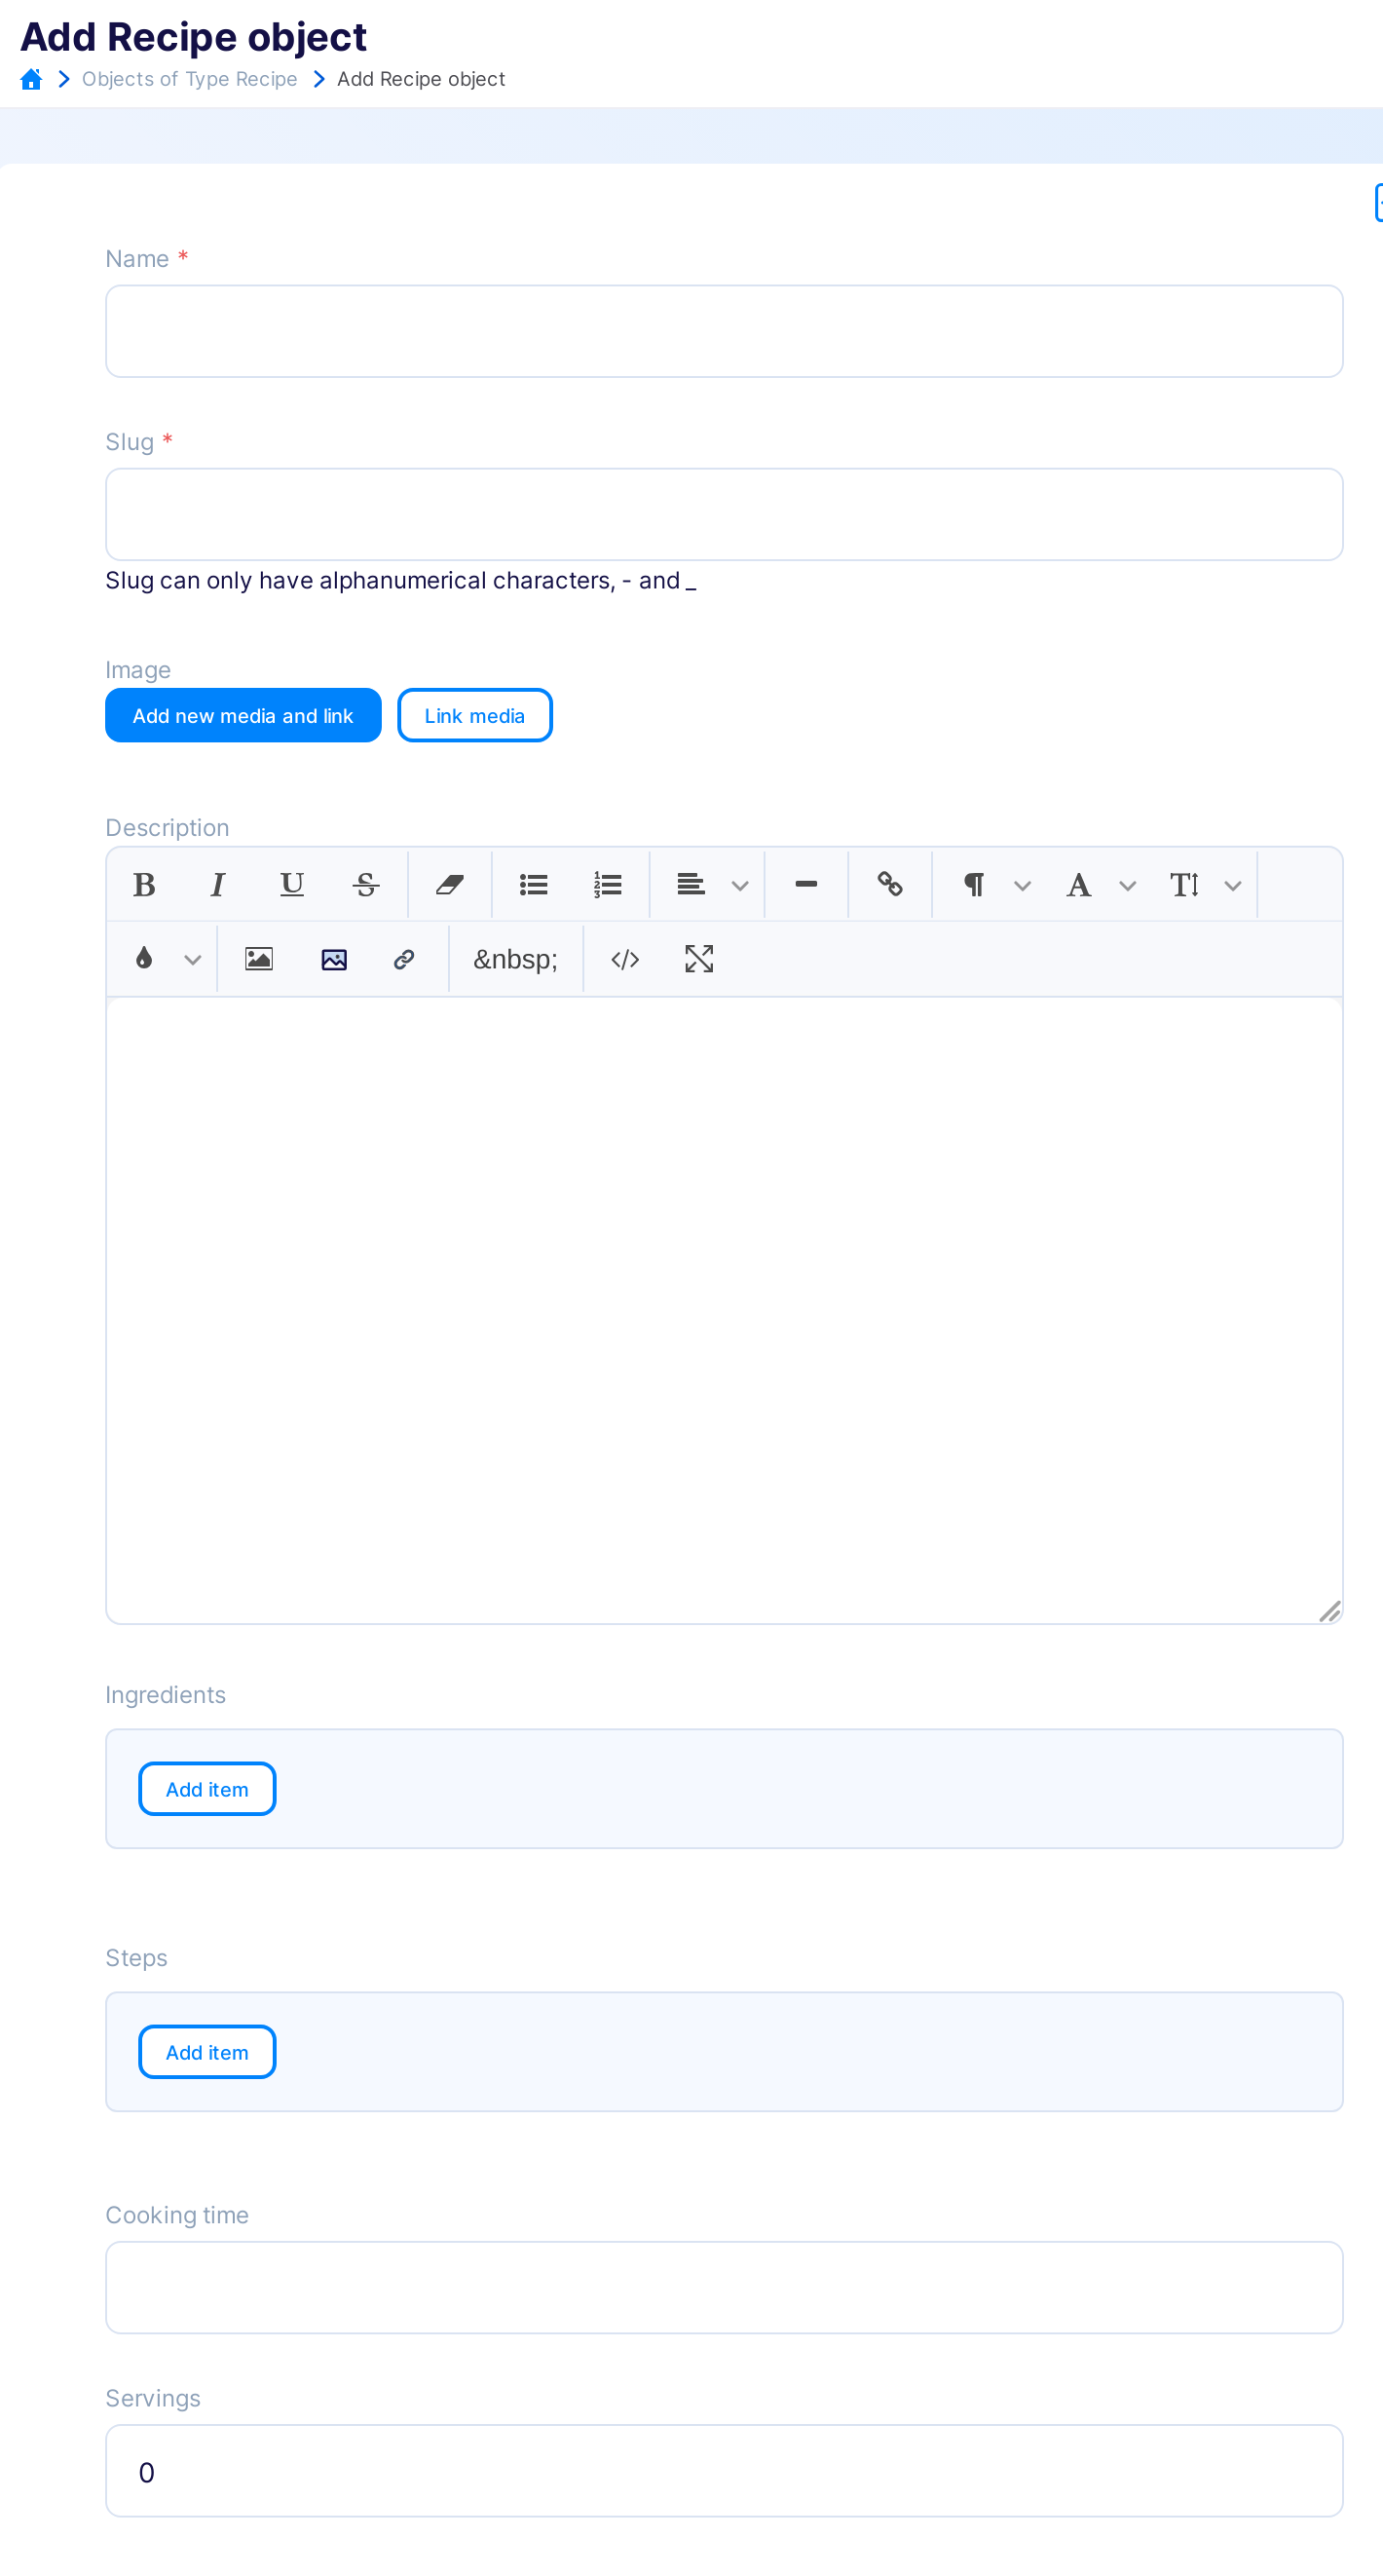 Add Recipe object
Objects of Type Recipe Add Recipe object
Name *
Slug *
Slug can only have alphanumerical characters, - and _
Image
Add new media and link Link media
Description
B I U S A T
&nbsp; </>
Ingredients
Add item
Steps
Add item
Cooking time
Servings
0